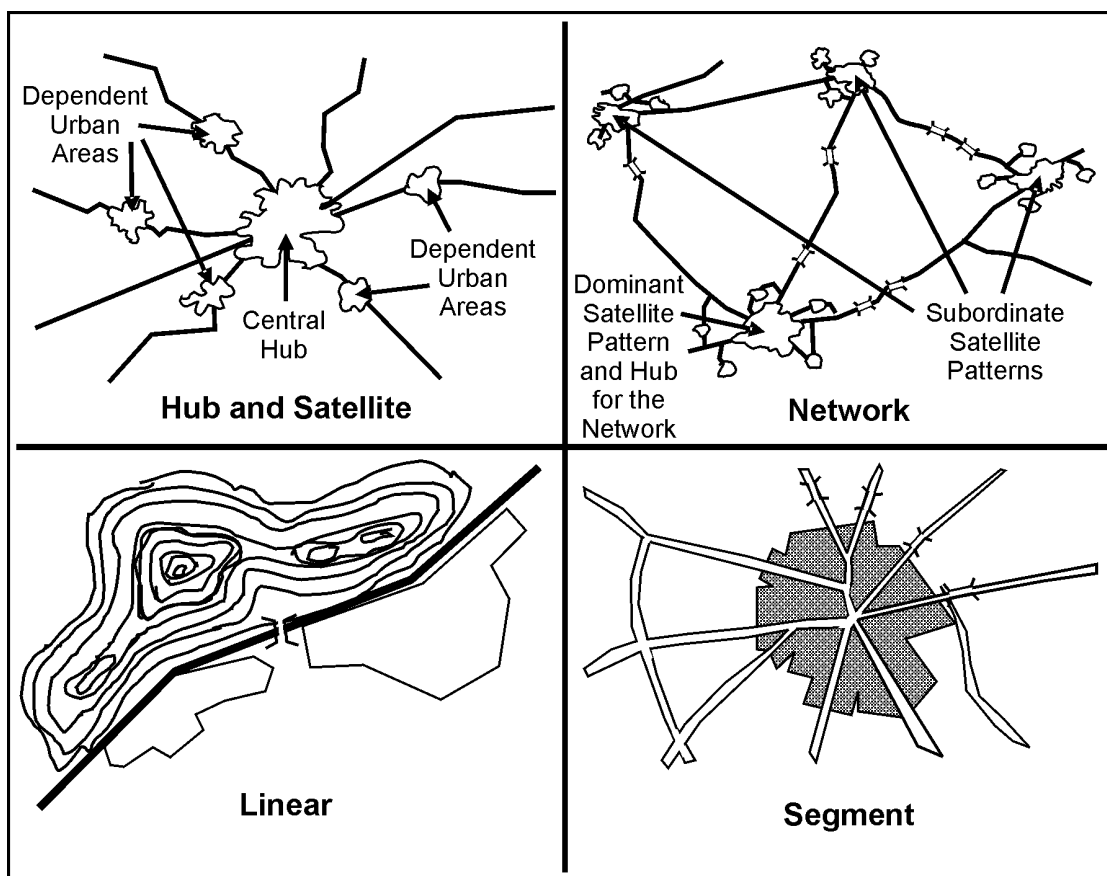 Dependent
Urban
Areas
Dependent
Urban
Areas
Central
Hub
Hub and Satellite
Dominant
Satellite
Pattern
and Hub
for the
Network
Subordinate
Satellite
Patterns
Network
Linear
Segment